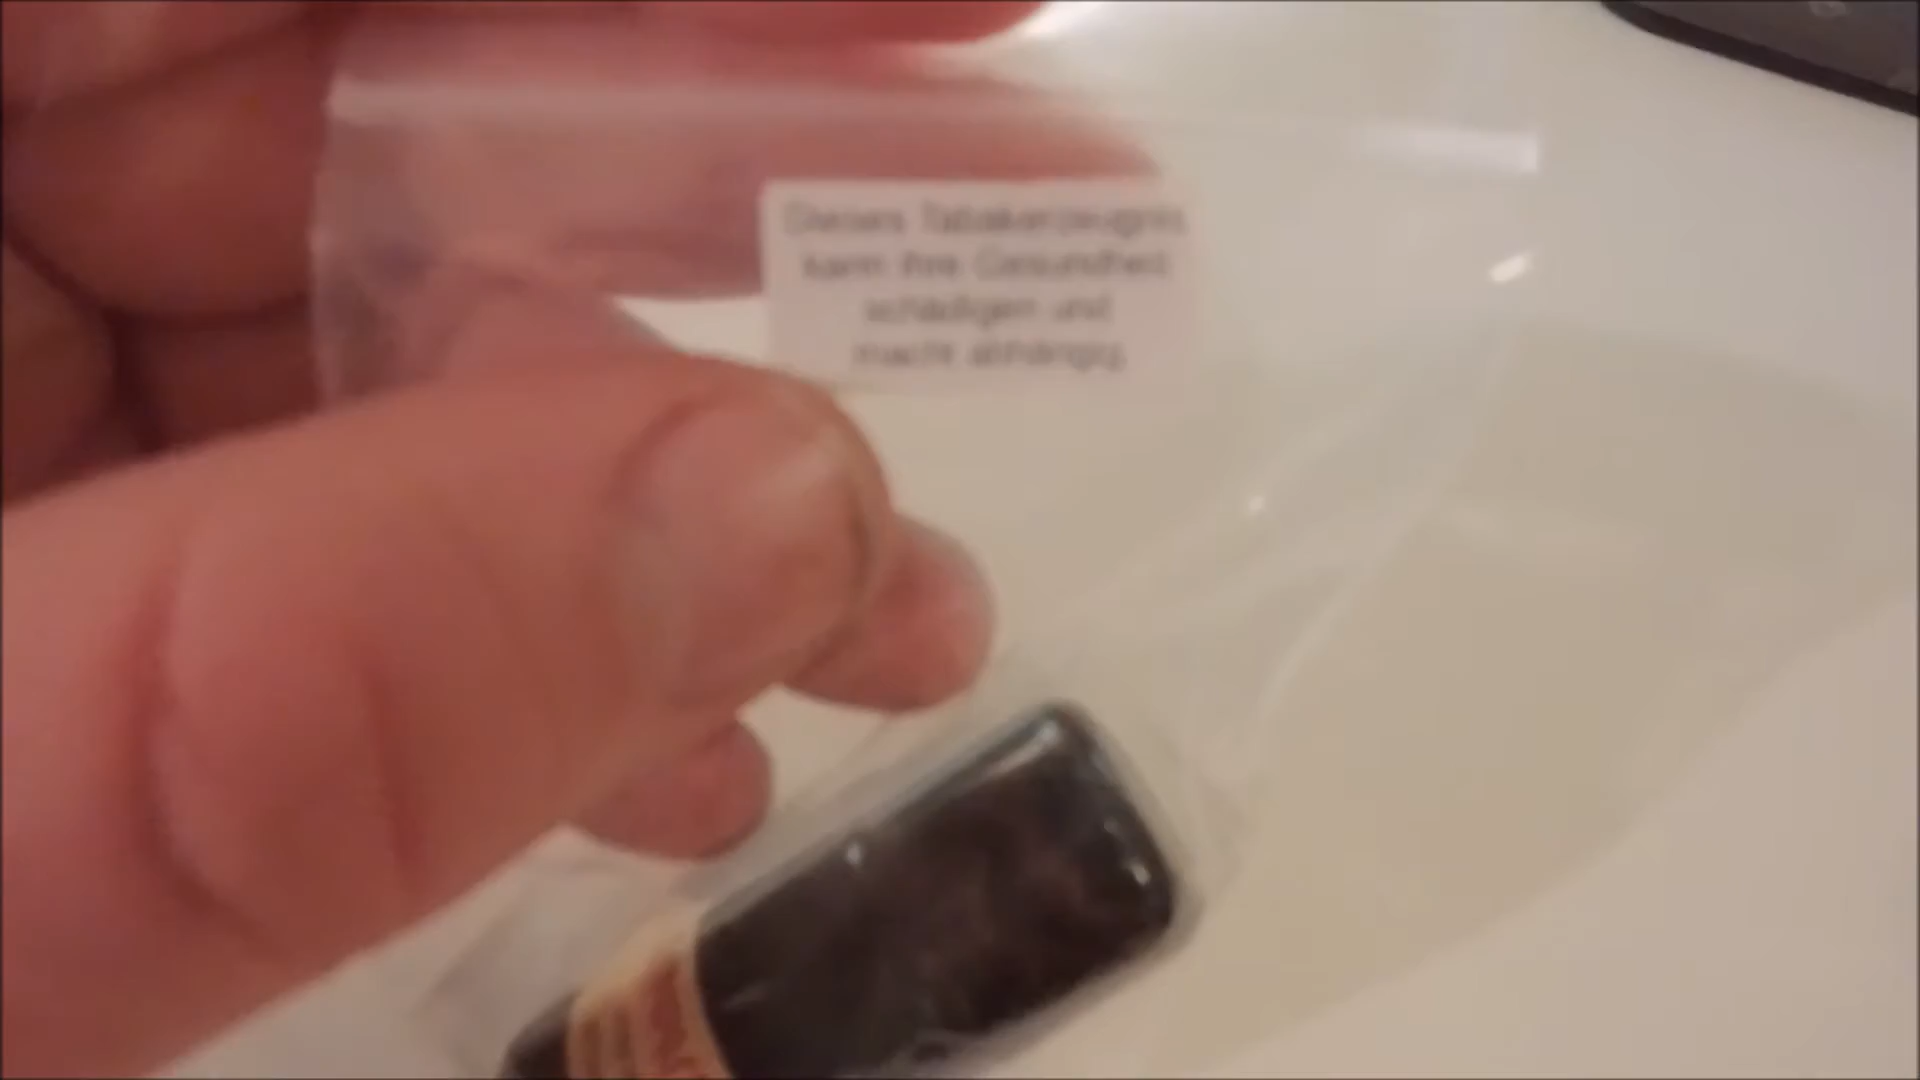 Dieses Tabakerzeugnis
kann Ihre Gesundheit
schädigen und
macht abhängig.